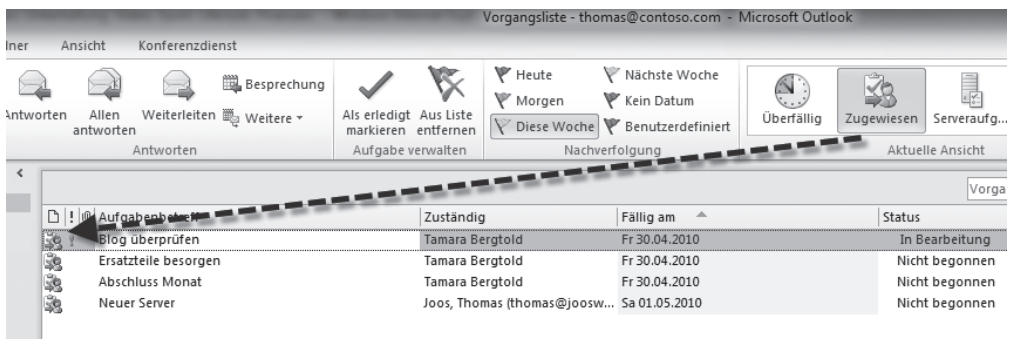 Vorgangsliste - thomas@contoso.com - Microsoft Outlook
Ansicht Konferenzdienst
Antworten
Allen antworten
Weiterleiten
Besprechung
Weitere
Antworten
Als erledigt markieren
Aus Liste entfernen
Aufgabe verwalten
Heute
Morgen
Diese Woche
Nächste Woche
Kein Datum
Benutzerdefiniert
Nachverfolgung
Überfällig
Zugewiesen
Serveraufg...
Aktuelle Ansicht
Vorga
! Aufgabenbetreff Zuständig Fällig am Status
Blog überprüfen Tamara Bergtold Fr 30.04.2010 In Bearbeitung
Ersatzteile besorgen Tamara Bergtold Fr 30.04.2010 Nicht begonnen
Abschluss Monat Tamara Bergtold Fr 30.04.2010 Nicht begonnen
Neuer Server Joos, Thomas (thomas@joosw... Sa 01.05.2010 Nicht begonnen